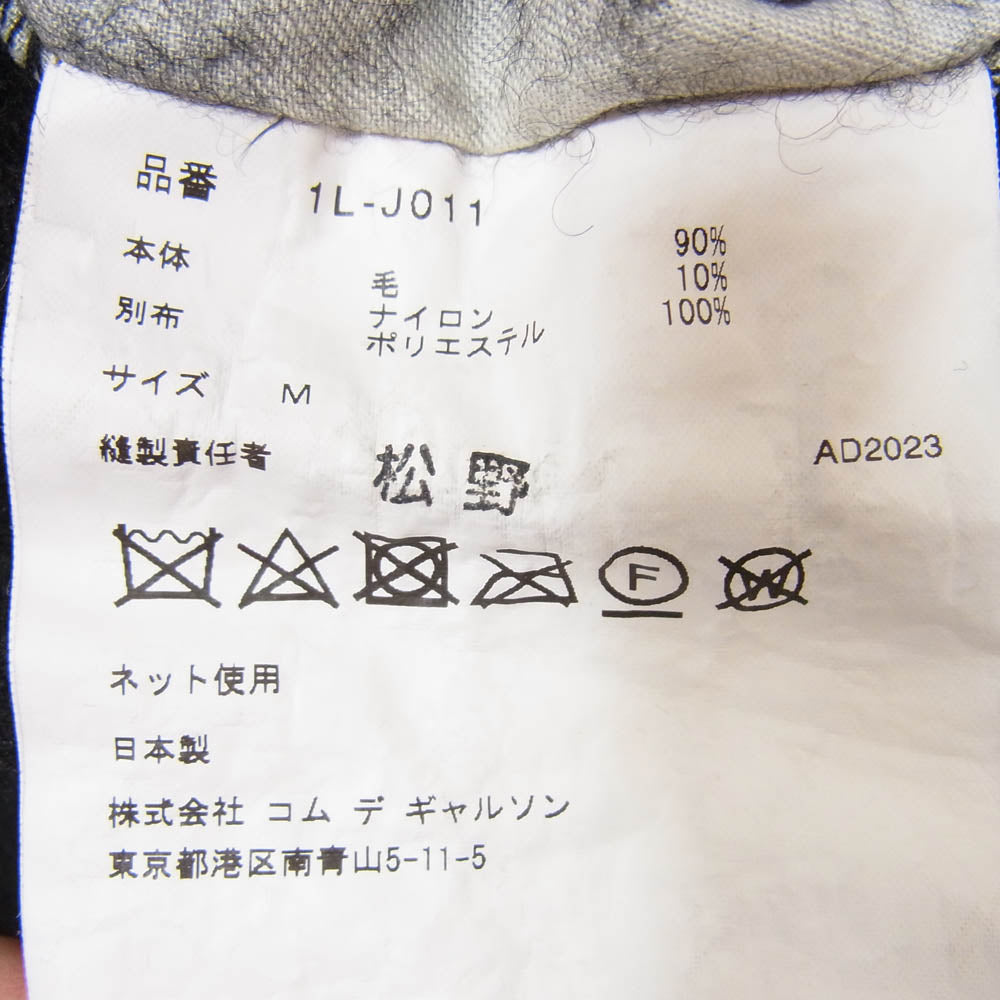 品番 1L-J011
本体 毛 90%
ナイロン 10%
別布 ポリエステル 100%
サイズ M
縫製責任者 松野 AD2023
F W
ネット使用
日本製
株式会社 コム デ ギャルソン
東京都港区南青山5-11-5